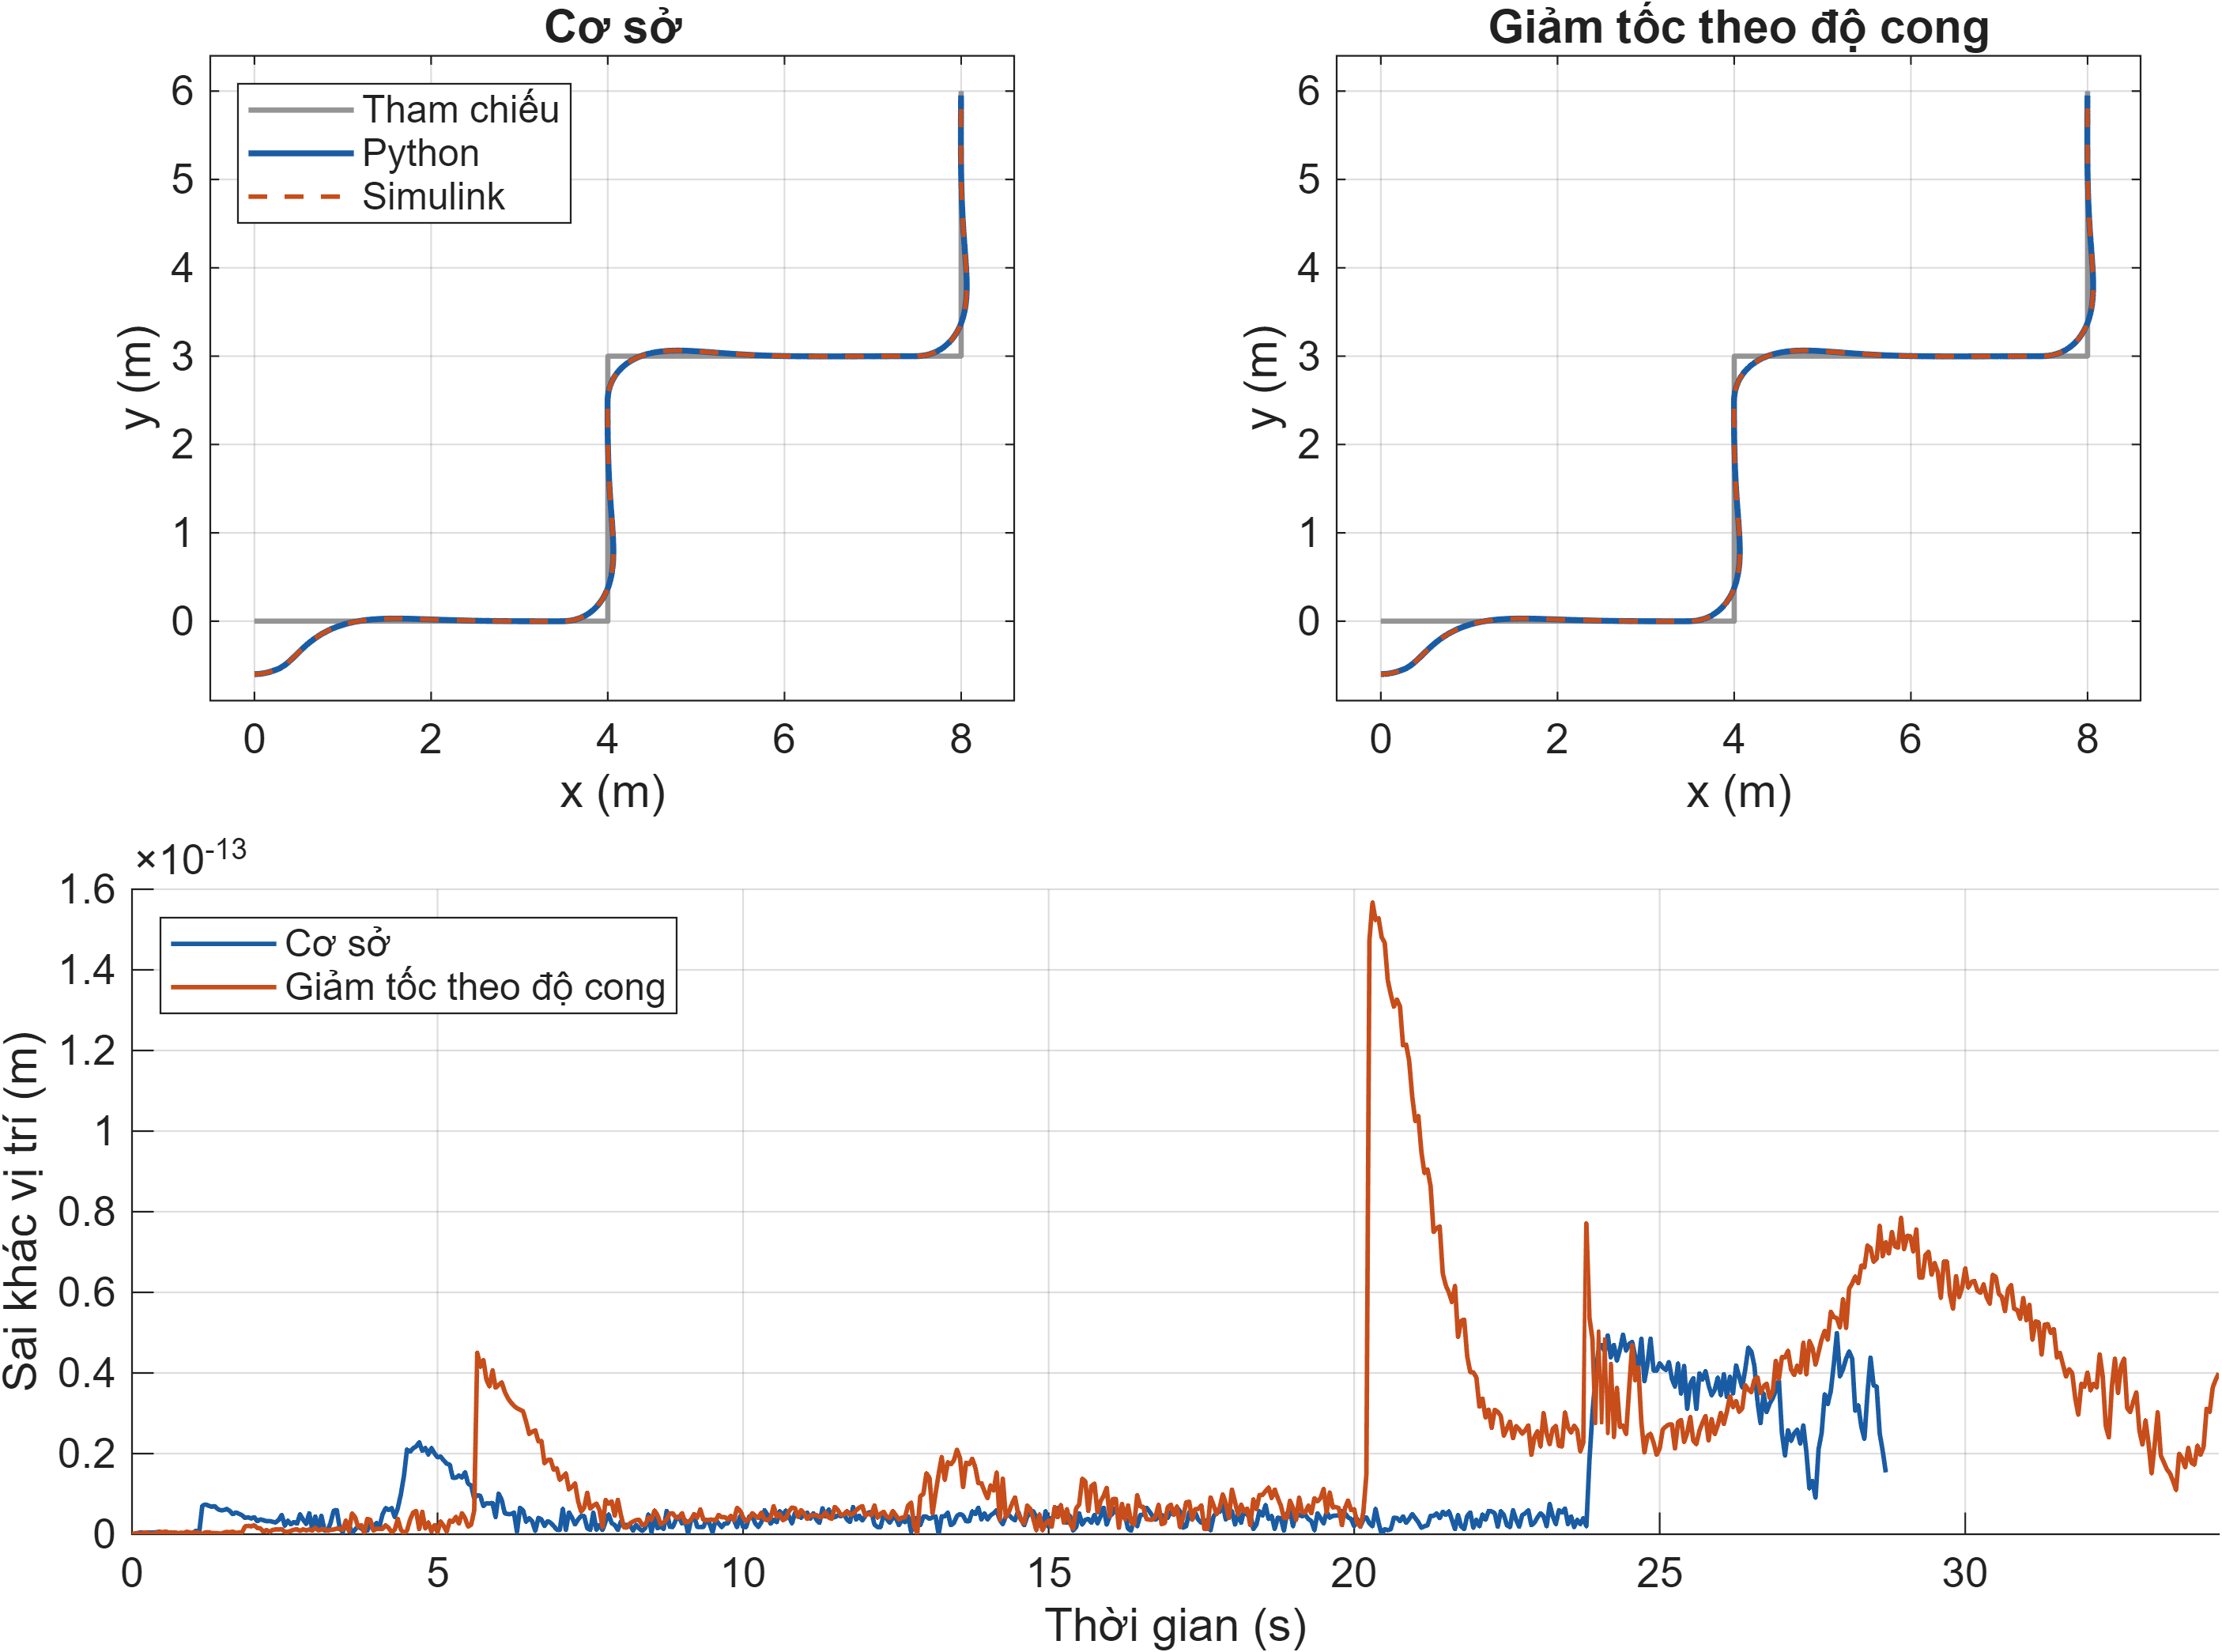 Cơ sở
6
5
4
3
2
1
0
y (m)
Tham chiếu
Python
Simulink
0 2 4 6 8
x (m)
Giảm tốc theo độ cong
6
5
4
3
2
1
0
y (m)
0 2 4 6 8
x (m)
×10⁻¹³
1.6
1.4
1.2
1
0.8
0.6
0.4
0.2
0
Sai khác vị trí (m)
Cơ sở
Giảm tốc theo độ cong
0 5 10 15 20 25 30
Thời gian (s)